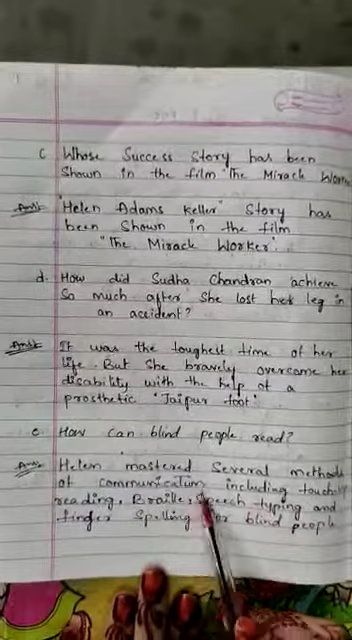 c. Whose Success Story has been
Shown in the film "The Miracle Work
Ans:- "Helen Adams Keller" Story has
been Shown in the film
"The Miracle Worker".
d. How did Sudha Chandran achieve
So much after She lost her leg in
an accident?
Ans:- It was the toughest time of her
life. But She bravely overcome her
disability with the help of a
prosthetic 'Jaipur foot'.
e. How can blind people read?
Ans:- Helen mastered Several methods
of communication including touch
reading, Braille, Speech typing and
finger Spelling for blind people